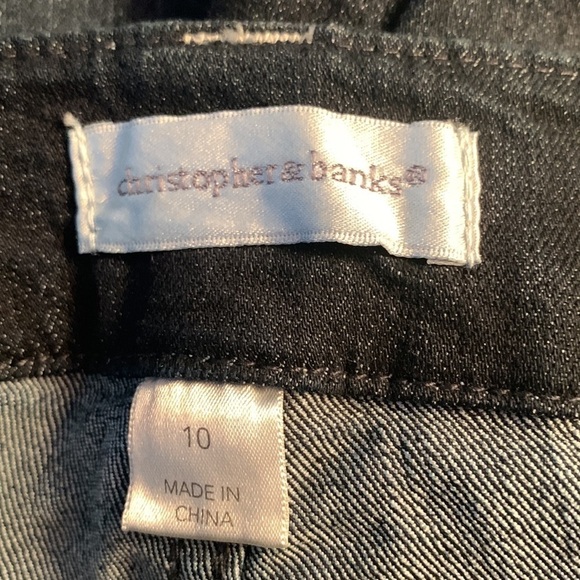 christopher & banks®
10
MADE IN
CHINA